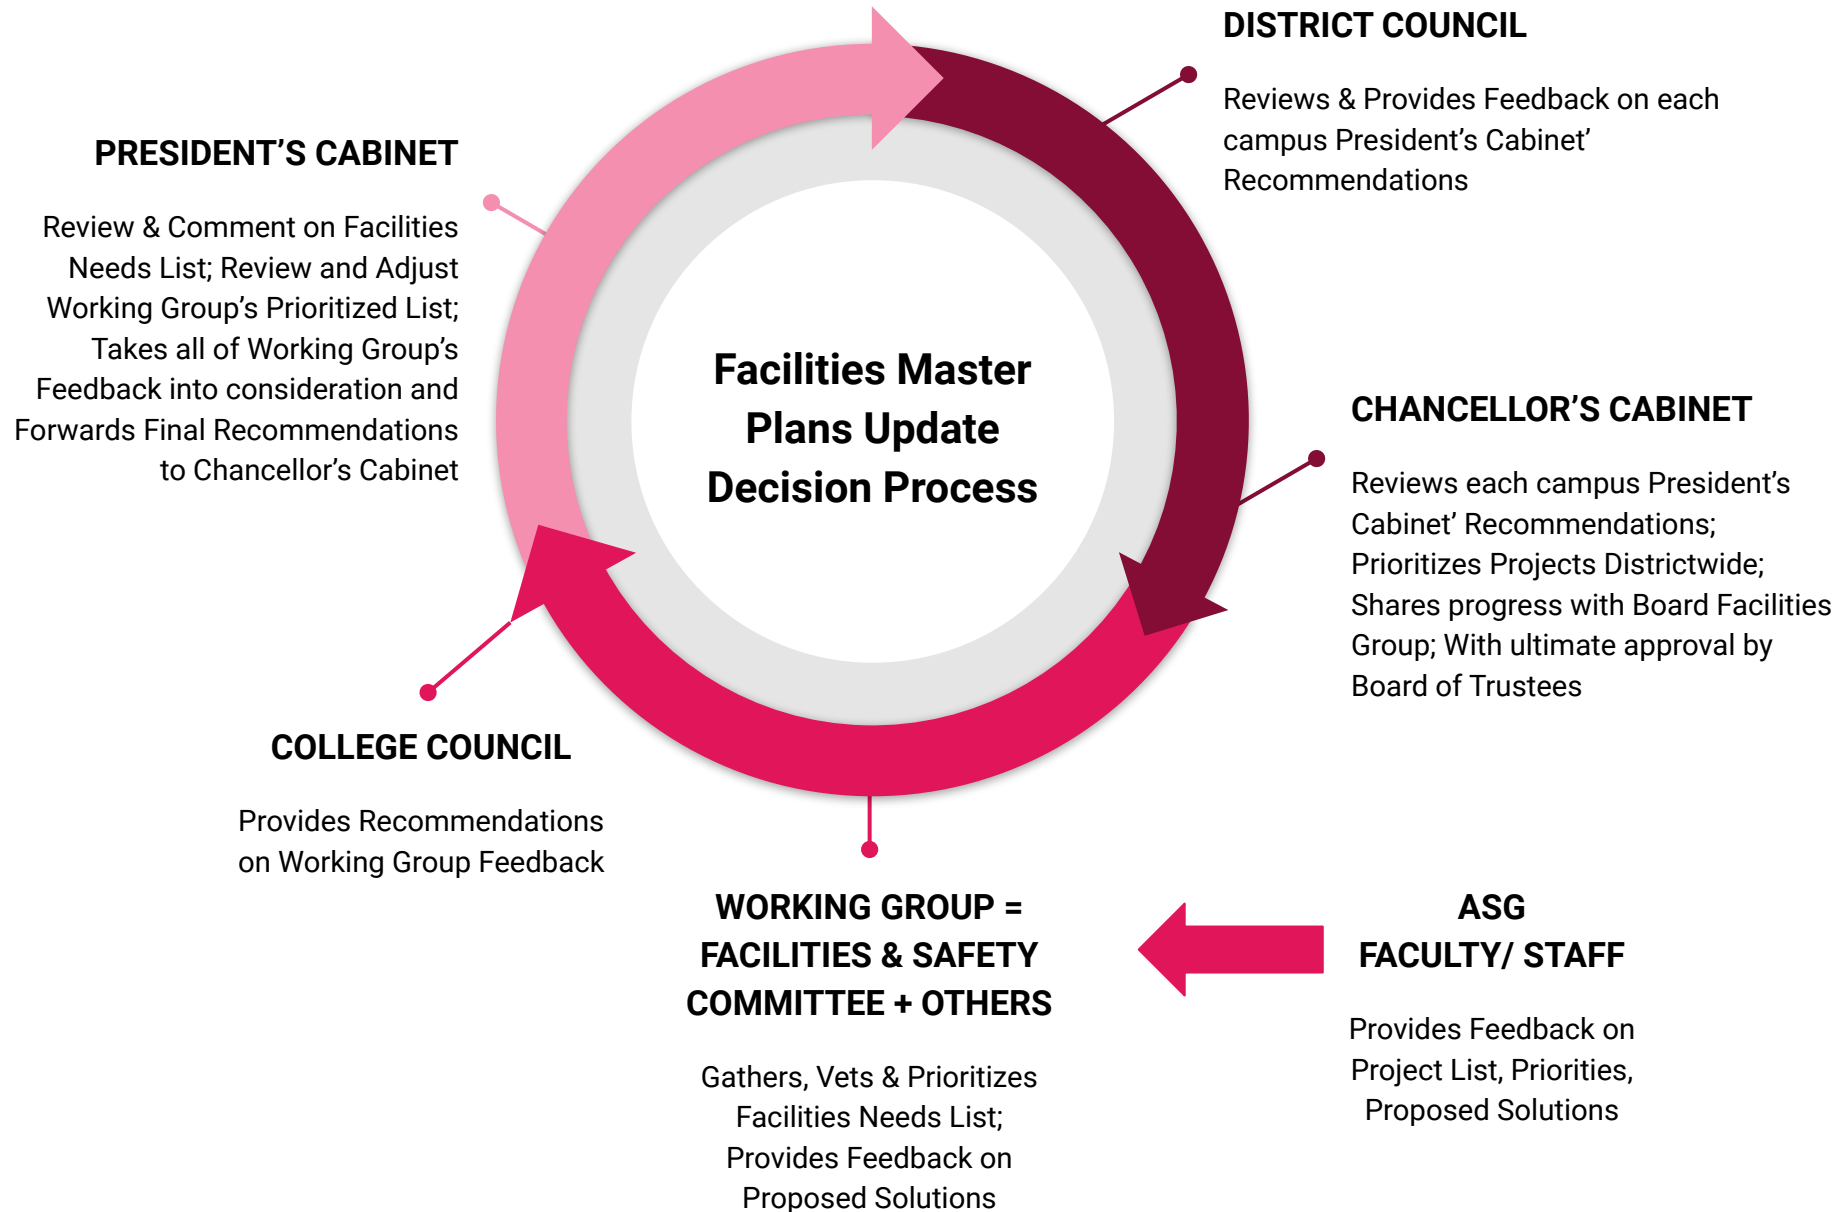 DISTRICT COUNCIL
Reviews & Provides Feedback on each
campus President’s Cabinet’
Recommendations
PRESIDENT’S CABINET
Review & Comment on Facilities
Needs List; Review and Adjust
Working Group’s Prioritized List;
Takes all of Working Group’s
Feedback into consideration and
Forwards Final Recommendations
to Chancellor’s Cabinet
Facilities Master
Plans Update
Decision Process
CHANCELLOR’S CABINET
Reviews each campus President’s
Cabinet’ Recommendations;
Prioritizes Projects Districtwide;
Shares progress with Board Facilities
Group; With ultimate approval by
Board of Trustees
COLLEGE COUNCIL
Provides Recommendations
on Working Group Feedback
WORKING GROUP =
FACILITIES & SAFETY
COMMITTEE + OTHERS
Gathers, Vets & Prioritizes
Facilities Needs List;
Provides Feedback on
Proposed Solutions
ASG
FACULTY/ STAFF
Provides Feedback on
Project List, Priorities,
Proposed Solutions